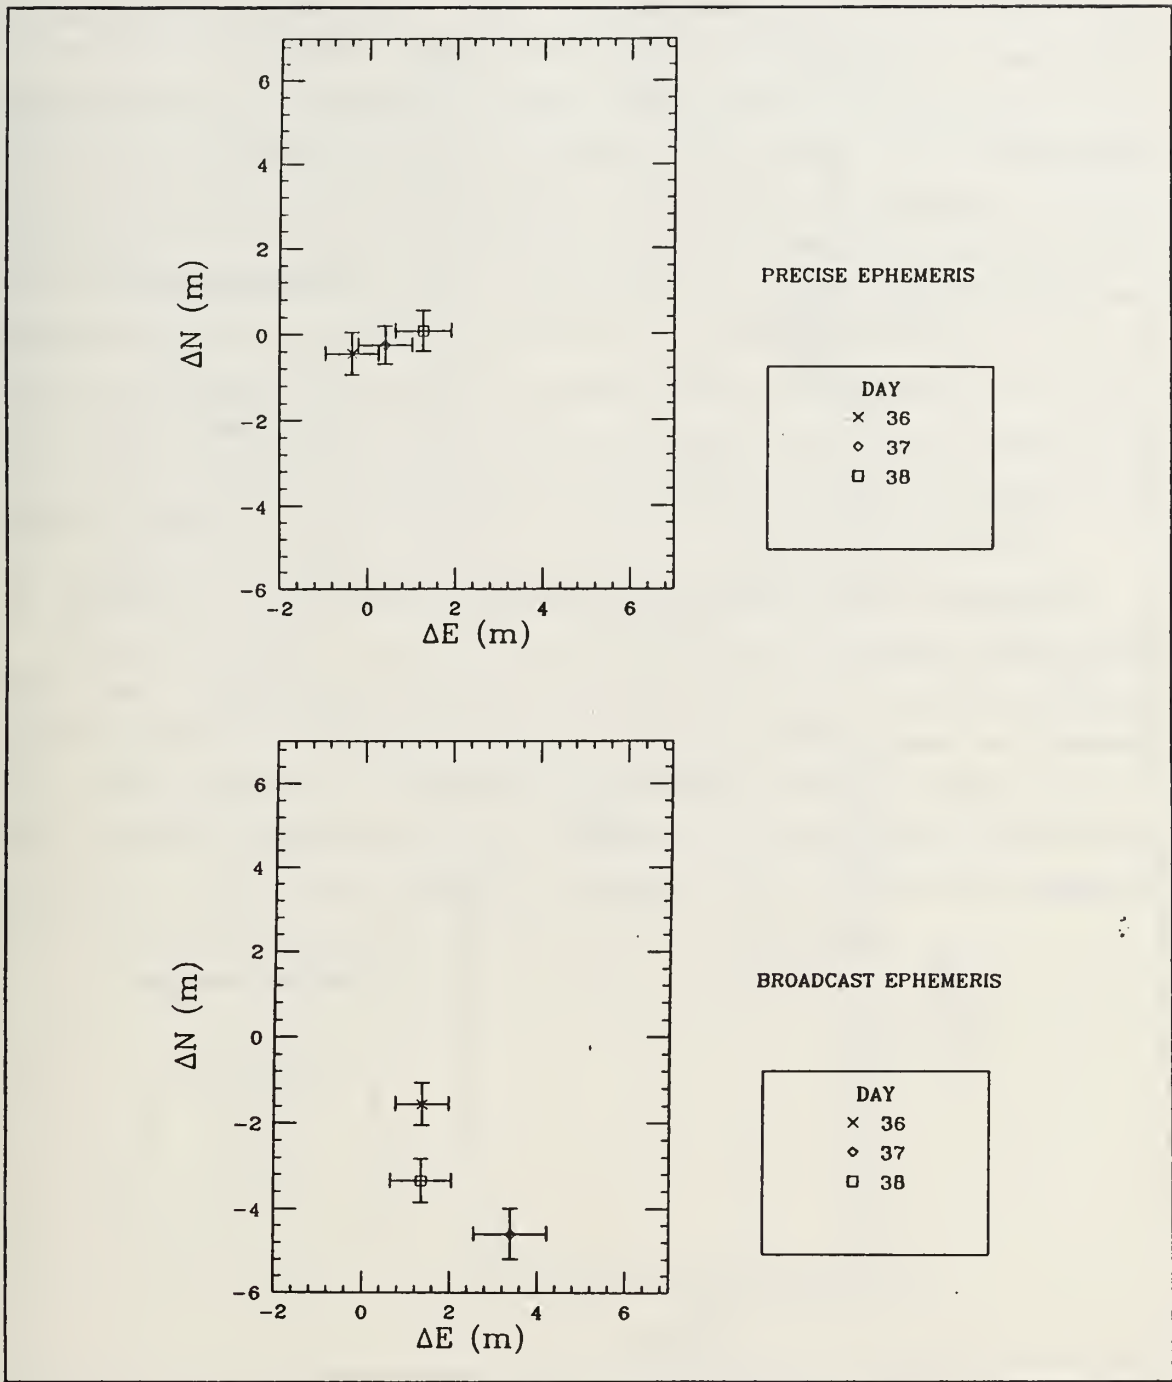 6
4
2
0
-2
-4
-6
ΔN (m)
-2 0 2 4 6
ΔE (m)
PRECISE EPHEMERIS
DAY
× 36
◇ 37
□ 38
6
4
2
0
-2
-4
-6
ΔN (m)
-2 0 2 4 6
ΔE (m)
BROADCAST EPHEMERIS
DAY
× 36
◇ 37
□ 38